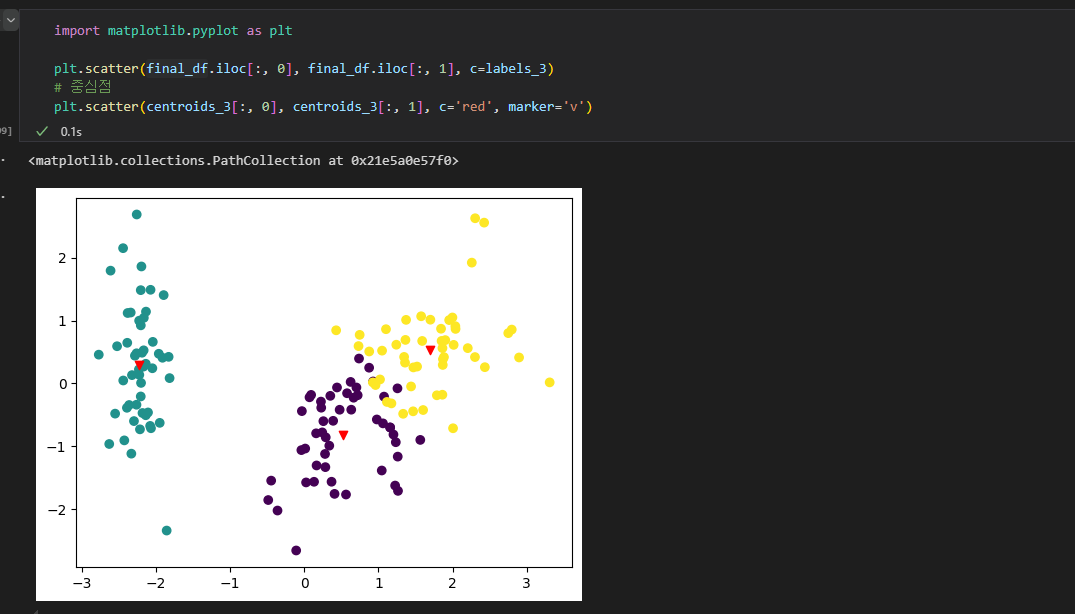 import matplotlib.pyplot as plt
plt.scatter(final_df.iloc[:, 0], final_df.iloc[:, 1], c=labels_3)
# 중심점
plt.scatter(centroids_3[:, 0], centroids_3[:, 1], c='red', marker='v')
9]
0.1s
<matplotlib.collections.PathCollection at 0x21e5a0e57f0>
2
1
0
−1
−2
−3
−2
−1
0
1
2
3